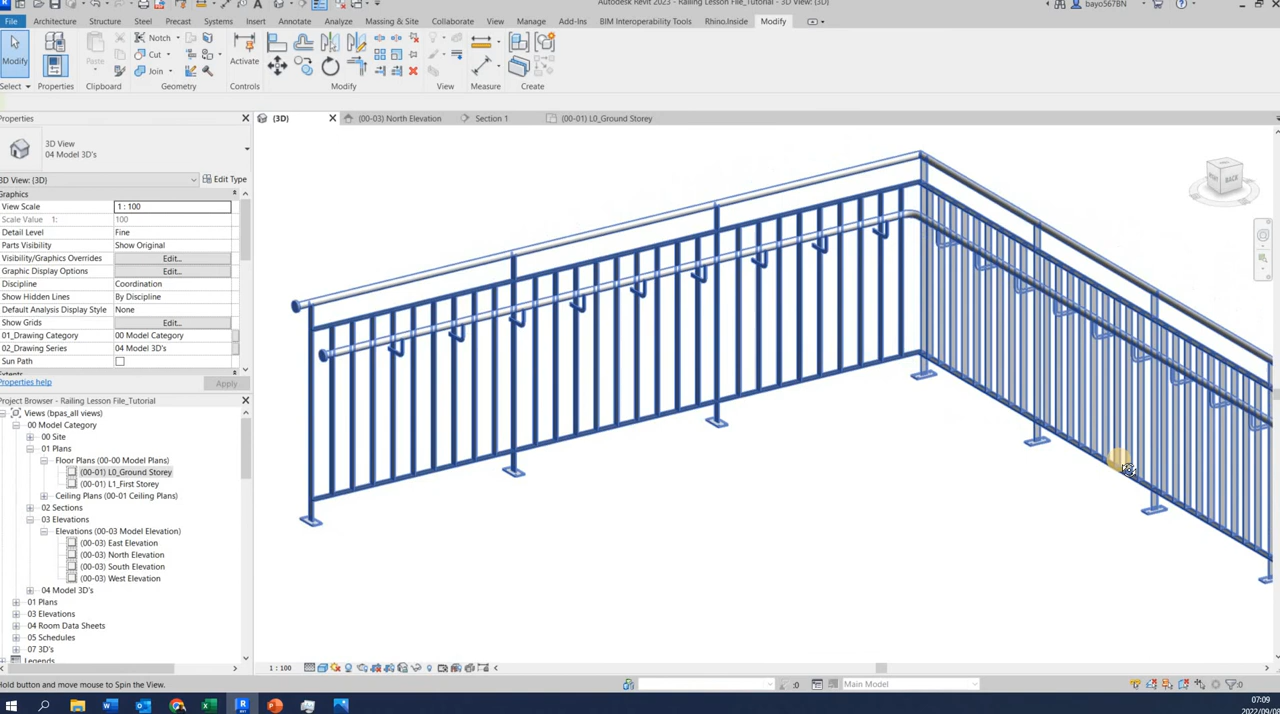 Autodesk Revit 2023 - Railing Lesson File_Tutorial - 3D View: {3D}
bayo567BN
File Architecture Structure Steel Precast Systems Insert Annotate Analyze Massing & Site Collaborate View Manage Add-Ins BIM Interoperability Tools Rhino.Inside Modify
Modify Paste Notch Cut Join Activate
Select Properties Clipboard Geometry Controls Modify View Measure Create
Properties
(3D) (00-03) North Elevation Section 1 (00-01) L0_Ground Storey
3D View
04 Model 3D's
3D View: {3D} Edit Type
Graphics
View Scale 1 : 100
Scale Value 1: 100
Detail Level Fine
Parts Visibility Show Original
Visibility/Graphics Overrides Edit...
Graphic Display Options Edit...
Discipline Coordination
Show Hidden Lines By Discipline
Default Analysis Display Style None
Show Grids Edit...
01_Drawing Category 00 Model Category
02_Drawing Series 04 Model 3D's
Sun Path
Properties help Apply
Project Browser - Railing Lesson File_Tutorial
Views (bpas_all views)
00 Model Category
00 Site
01 Plans
Floor Plans (00-00 Model Plans)
(00-01) L0_Ground Storey
(00-01) L1_First Storey
Ceiling Plans (00-01 Ceiling Plans)
02 Sections
03 Elevations
Elevations (00-03 Model Elevation)
(00-03) East Elevation
(00-03) North Elevation
(00-03) South Elevation
(00-03) West Elevation
04 Model 3D's
01 Plans
03 Elevations
04 Room Data Sheets
05 Schedules
07 3D's
Legends
BACK
1 : 100
Hold button and move mouse to Spin the View. :0 Main Model :0
07:09
2022/09/08